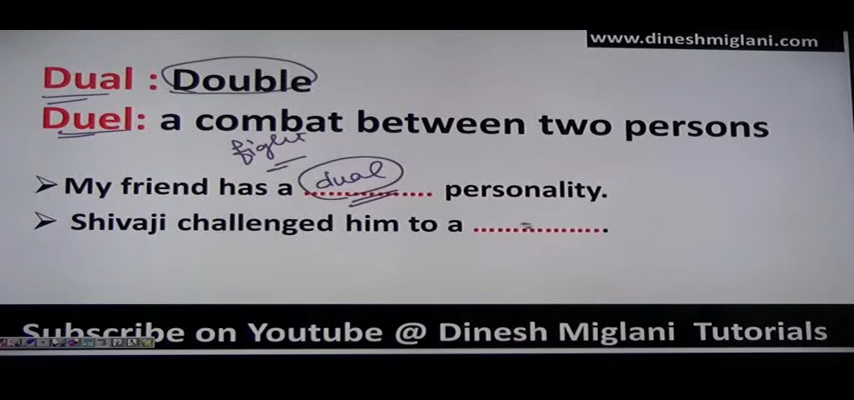 www.dineshmiglani.com
Dual : Double
Duel: a combat between two persons
fight
My friend has a dual ............... personality.
Shivaji challenged him to a .................
Subscribe on Youtube @ Dinesh Miglani Tutorials